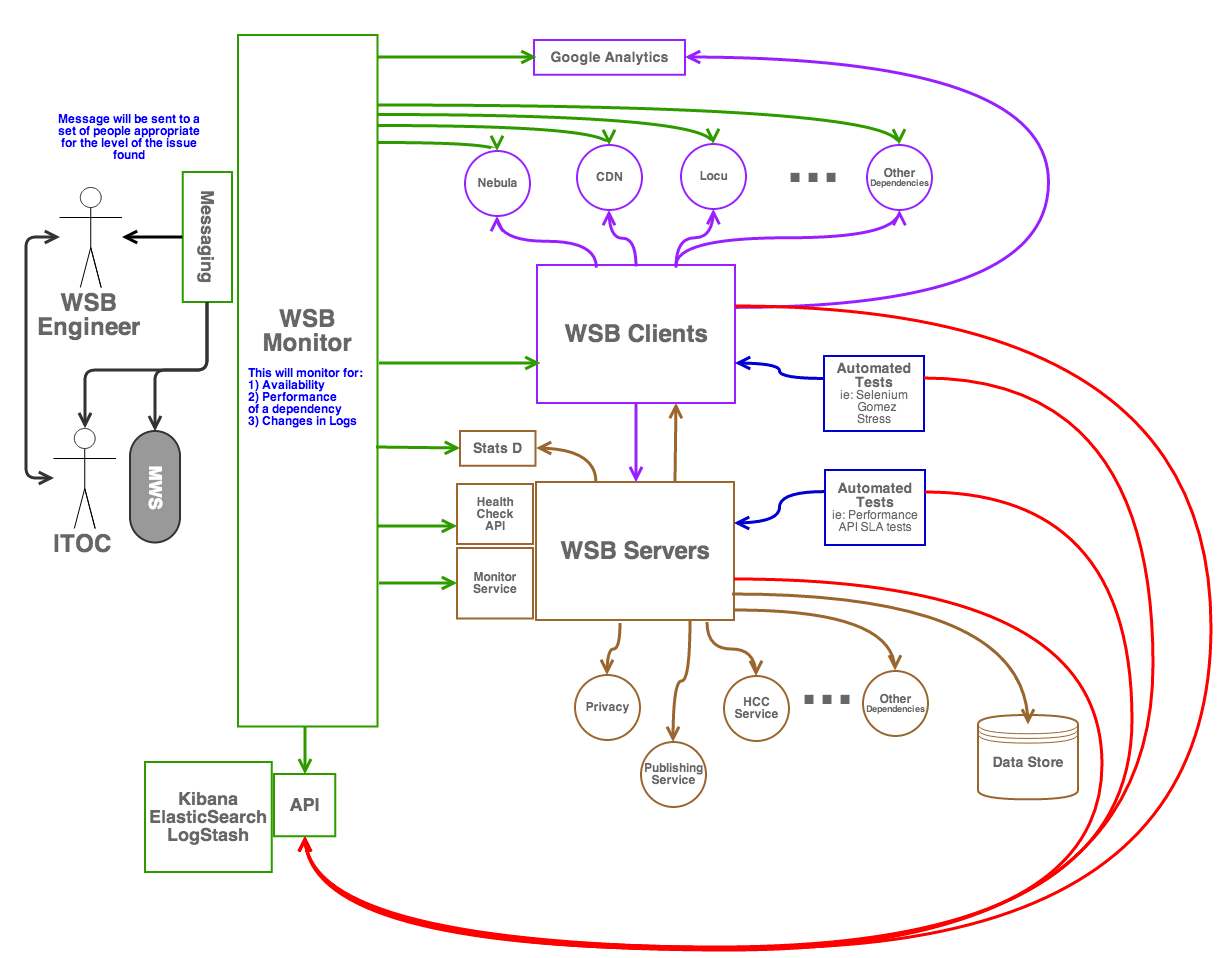 Google Analytics
Message will be sent to a
set of people appropriate
for the level of the issue
found
Nebula
CDN
Locu
Other
Dependencies
Messaging
WSB
Engineer
WSB
Monitor
This will monitor for:
1) Availability
2) Performance
of a dependency
3) Changes in Logs
WSB Clients
Automated
Tests
ie: Selenium
Gomez
Stress
Stats D
Health
Check
API
Monitor
Service
WSB Servers
Automated
Tests
ie: Performance
API SLA tests
MWS
ITOC
Privacy
Publishing
Service
HCC
Service
Other
Dependencies
Data Store
Kibana
ElasticSearch
LogStash
API